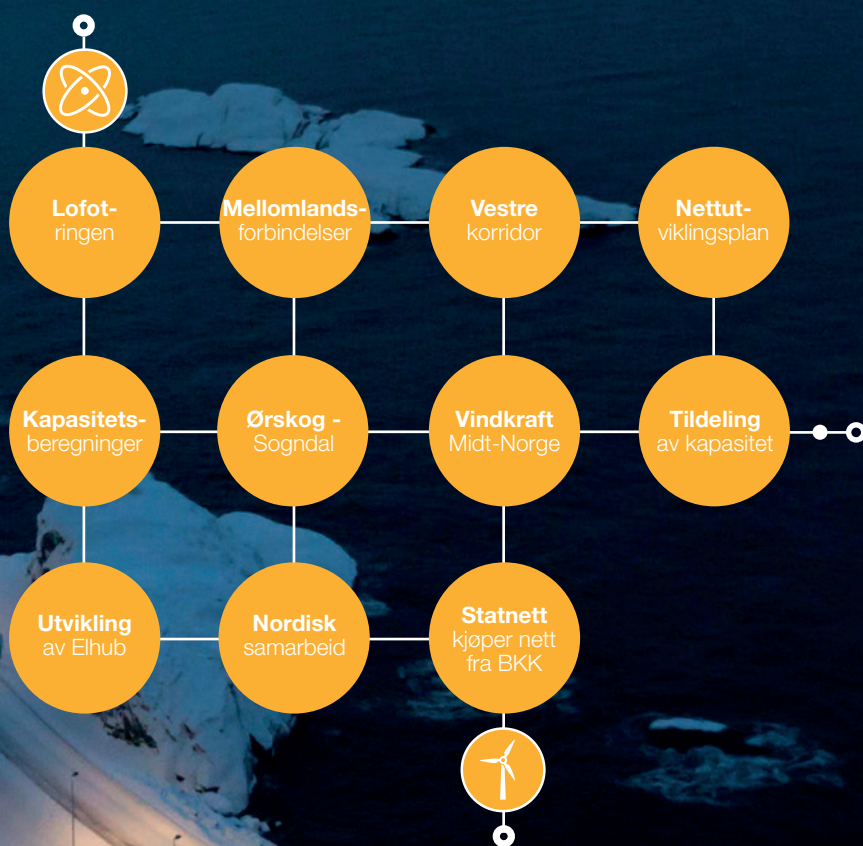 Lofot-
ringen
Mellomlands-
forbindelser
Vestre
korridor
Nettut-
viklingsplan
Kapasitets-
beregninger
Ørskog -
Sogndal
Vindkraft
Midt-Norge
Tildeling
av kapasitet
Utvikling
av Elhub
Nordisk
samarbeid
Statnett
kjøper nett
fra BKK